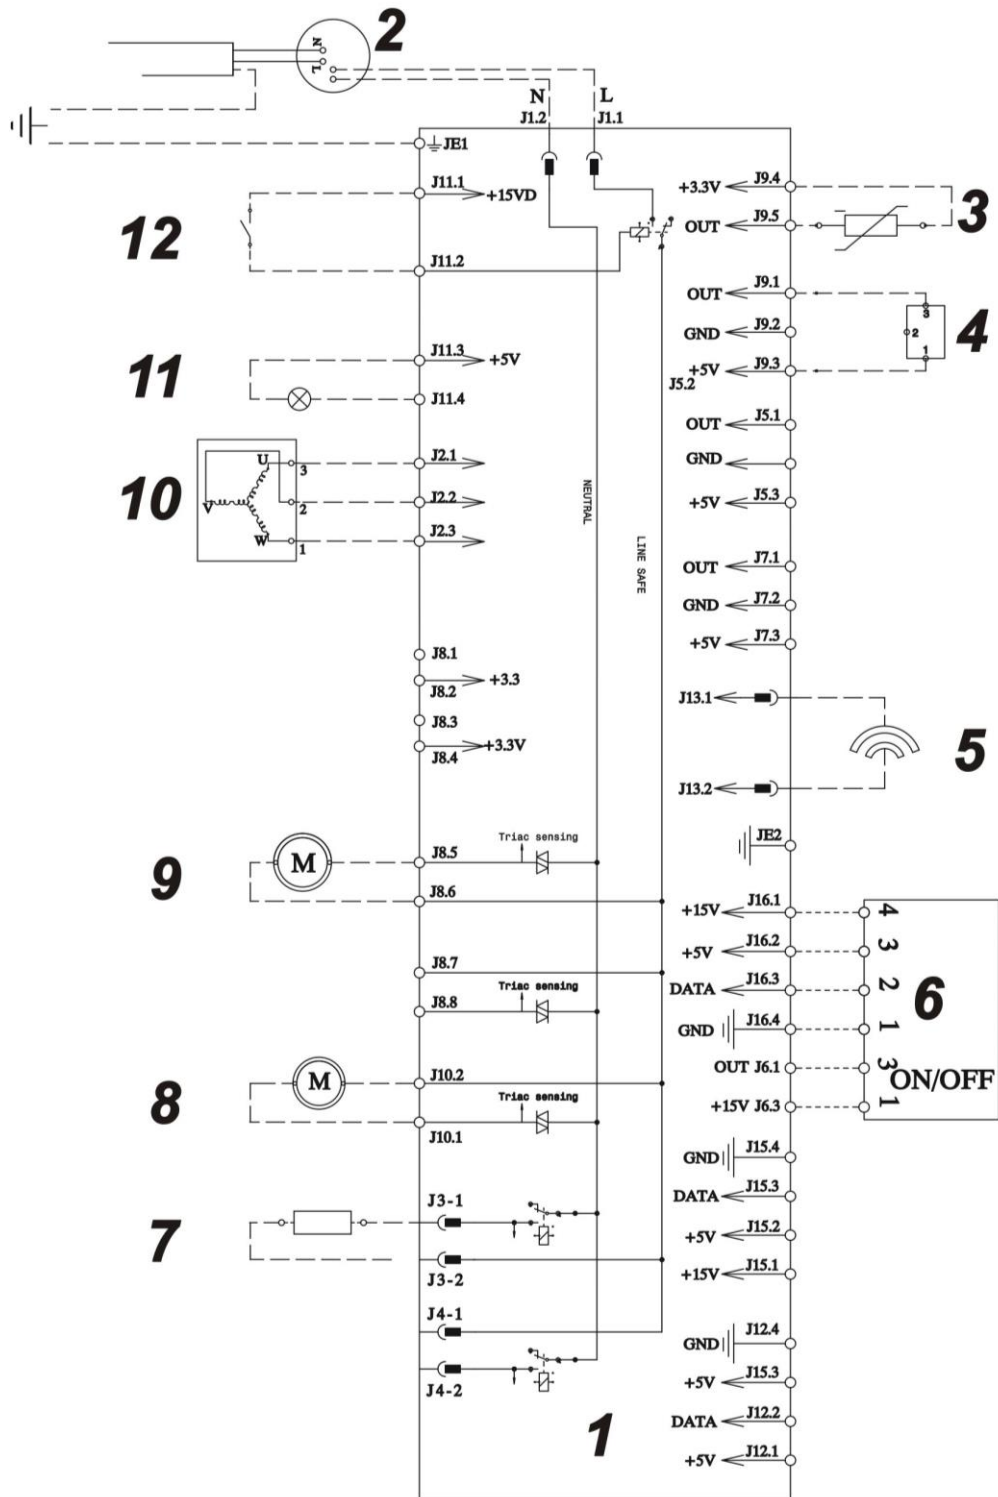 2
N
L
N L
J1.2 J1.1
JE1
J11.1
+15VD
12
J11.2
J9.4
+3.3V
3
J9.5
OUT
J9.1
OUT
3
4
J9.2
GND
2
1
J9.3
+5V
J5.2
11
J11.3
+5V
J11.4
J5.1
OUT
GND
J5.3
+5V
10
U
3
V
2
W
1
J2.1
J2.2
J2.3
NEUTRAL
LINE SAFE
J7.1
OUT
J7.2
GND
J7.3
+5V
J8.1
+3.3
J8.2
J8.3
+3.3V
J8.4
J13.1
5
J13.2
JE2
9
M
J8.5
Triac sensing
J8.6
J8.7
J8.8
Triac sensing
J16.1
+15V
4
J16.2
+5V
3
J16.3
DATA
2
6
J16.4
GND
1
OUT J6.1
3
ON/OFF
+15V J6.3
1
8
M
J10.2
Triac sensing
J10.1
J15.4
GND
J15.3
DATA
J15.2
+5V
J15.1
+15V
7
J3-1
J3-2
J4-1
J4-2
1
J12.4
GND
J15.3
+5V
J12.2
DATA
J12.1
+5V